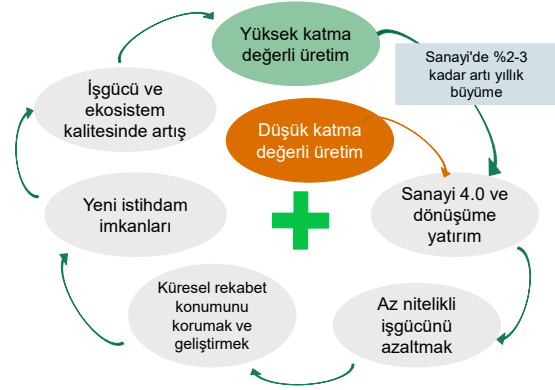 Yüksek katma
değerli üretim
Sanayi'de %2-3
kadar artı yıllık
büyüme
İşgücü ve
ekosistem
kalitesinde artış
Düşük katma
değerli üretim
Yeni istihdam
imkanları
Sanayi 4.0 ve
dönüşüme
yatırım
Küresel rekabet
konumunu
korumak ve
geliştirmek
Az nitelikli
işgücünü
azaltmak